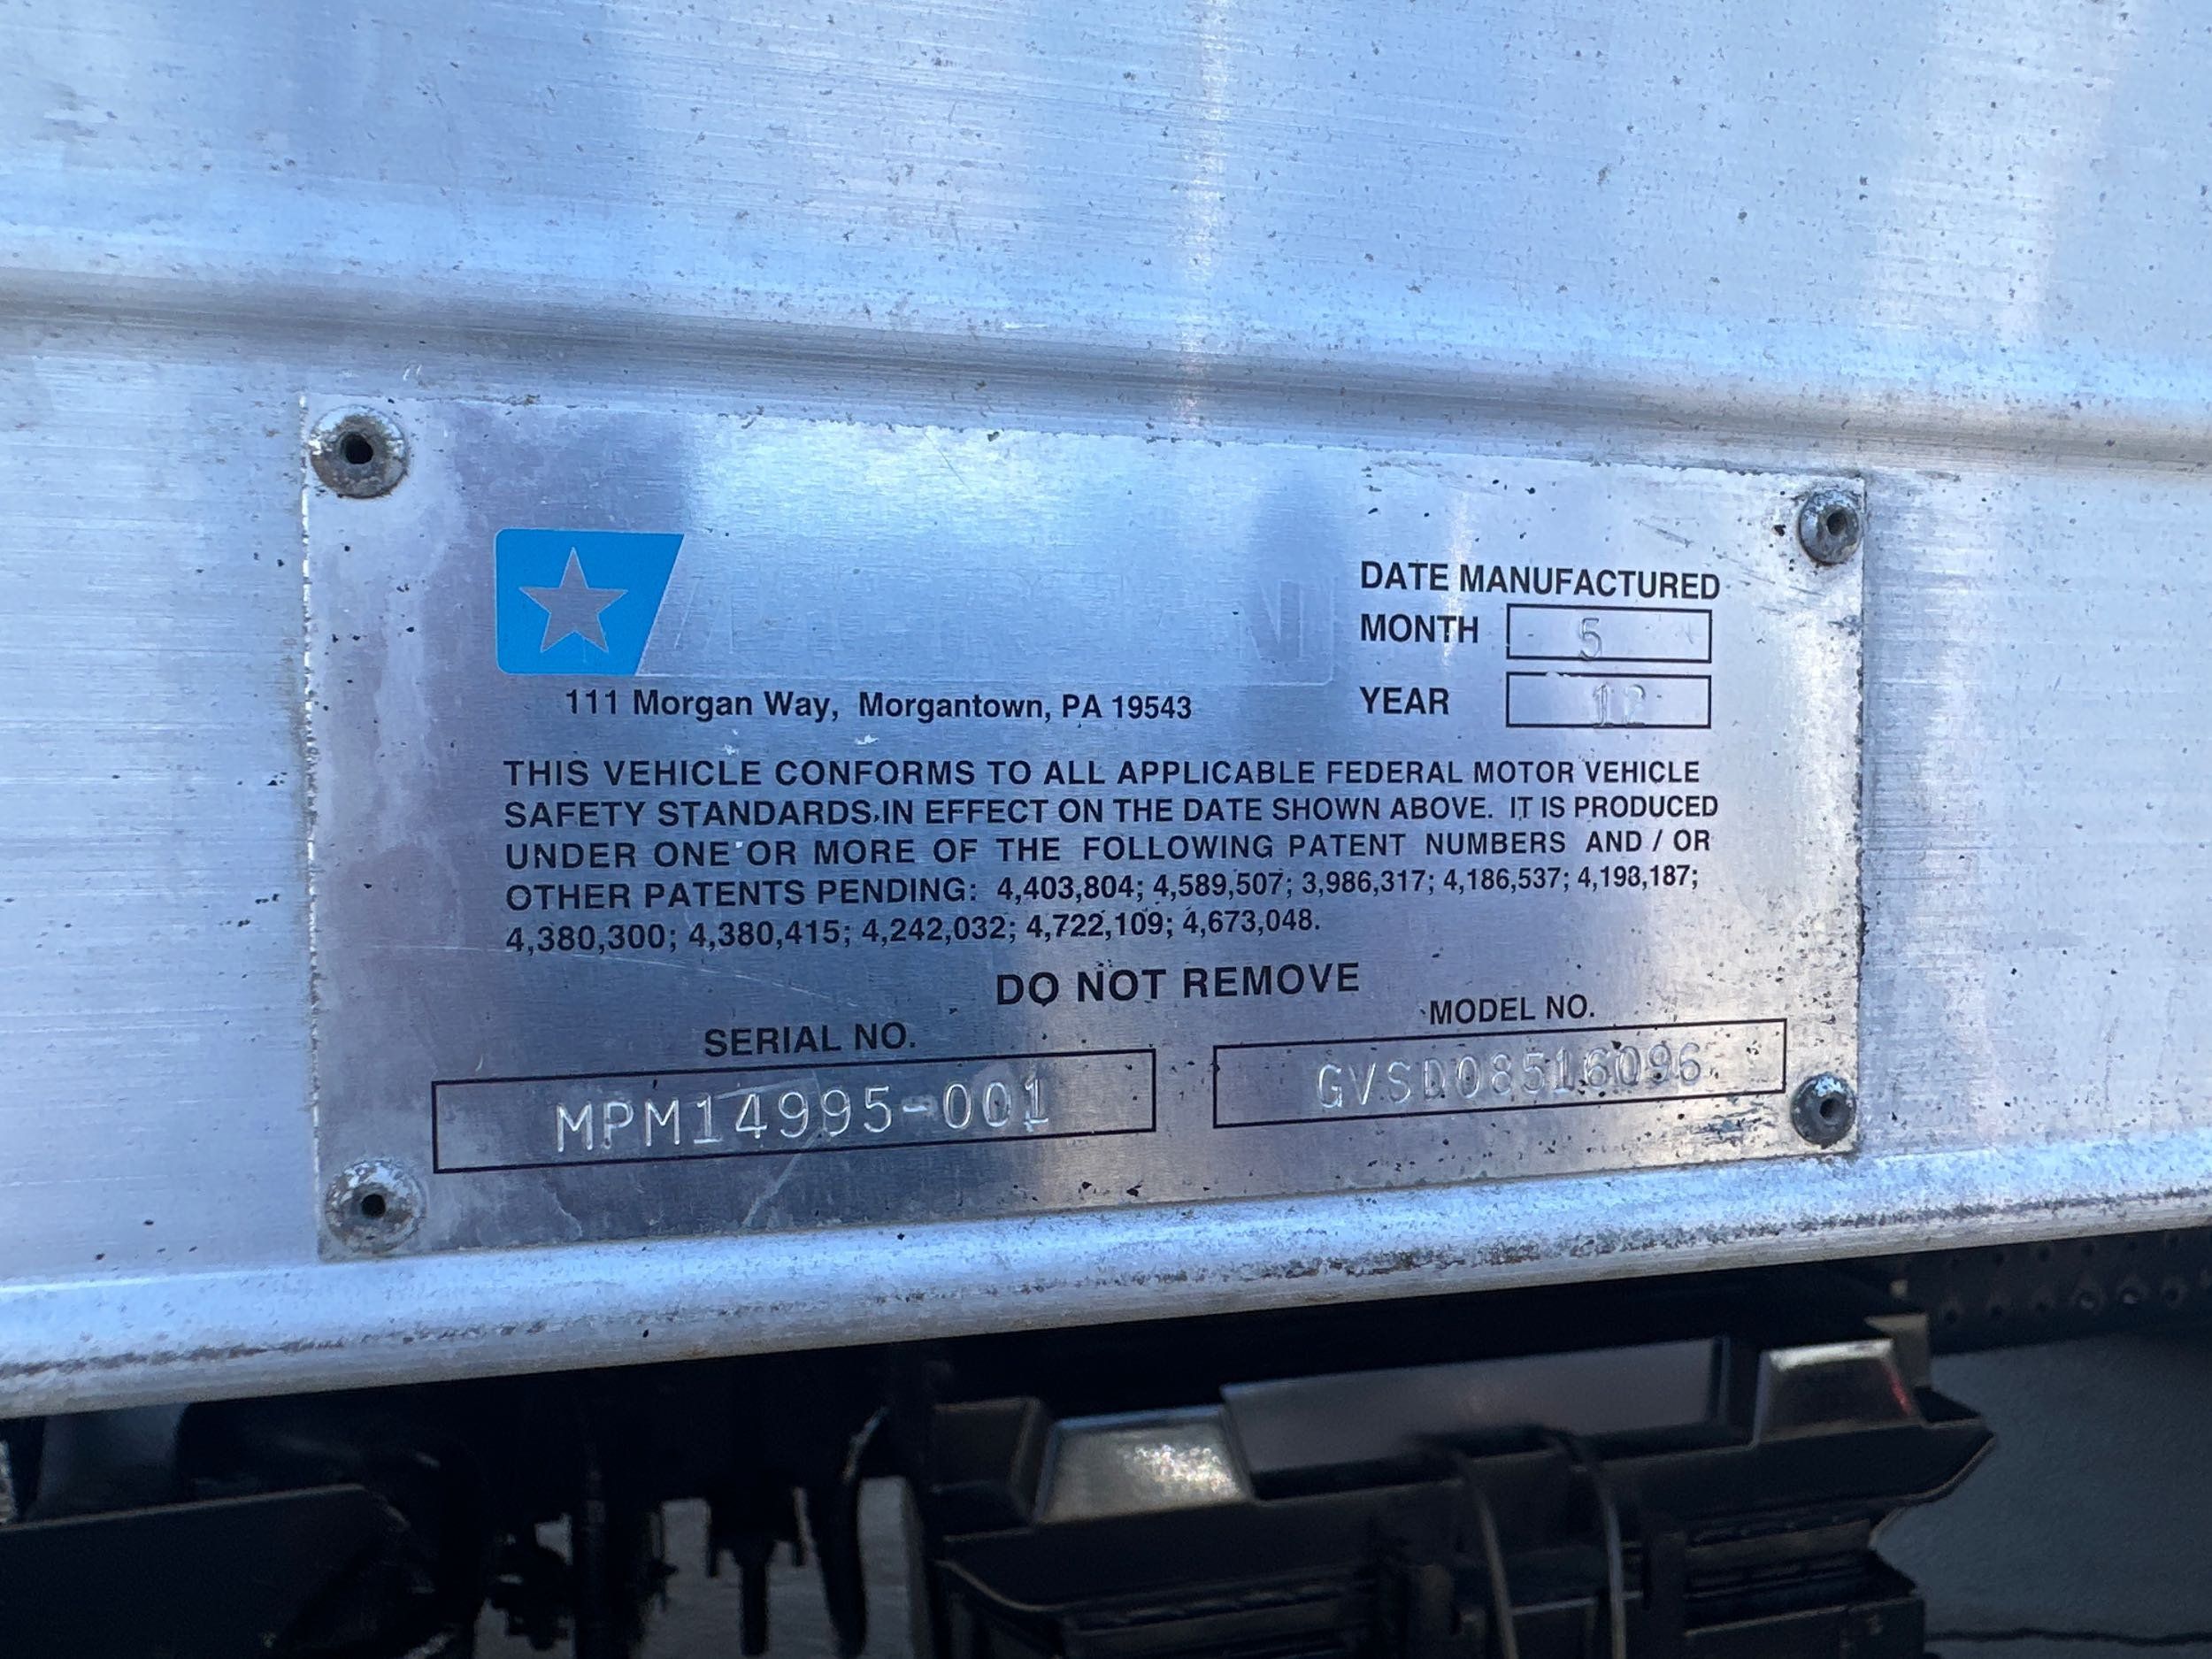 DATE MANUFACTURED
MONTH 5
YEAR 12
111 Morgan Way, Morgantown, PA 19543
THIS VEHICLE CONFORMS TO ALL APPLICABLE FEDERAL MOTOR VEHICLE
SAFETY STANDARDS IN EFFECT ON THE DATE SHOWN ABOVE. IT IS PRODUCED
UNDER ONE OR MORE OF THE FOLLOWING PATENT NUMBERS AND / OR
OTHER PATENTS PENDING: 4,403,804; 4,589,507; 3,986,317; 4,186,537; 4,193,187;
4,380,300; 4,380,415; 4,242,032; 4,722,109; 4,673,048.
DO NOT REMOVE
SERIAL NO.
MPM14995-001
MODEL NO.
GVSD08516096